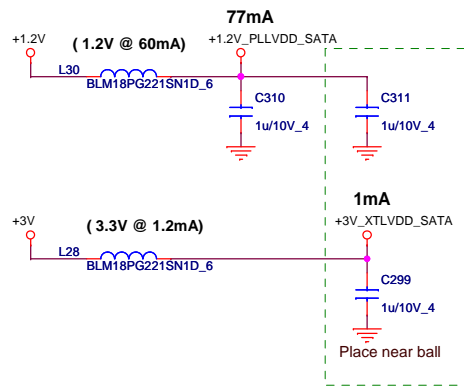 77mA
+1.2V
( 1.2V @ 60mA)
+1.2V_PLLVDD_SATA
L30
BLM18PG221SN1D_6
C310
1u/10V_4
C311
1u/10V_4
1mA
+3V
( 3.3V @ 1.2mA)
+3V_XTLVDD_SATA
L28
BLM18PG221SN1D_6
C299
1u/10V_4
Place near ball